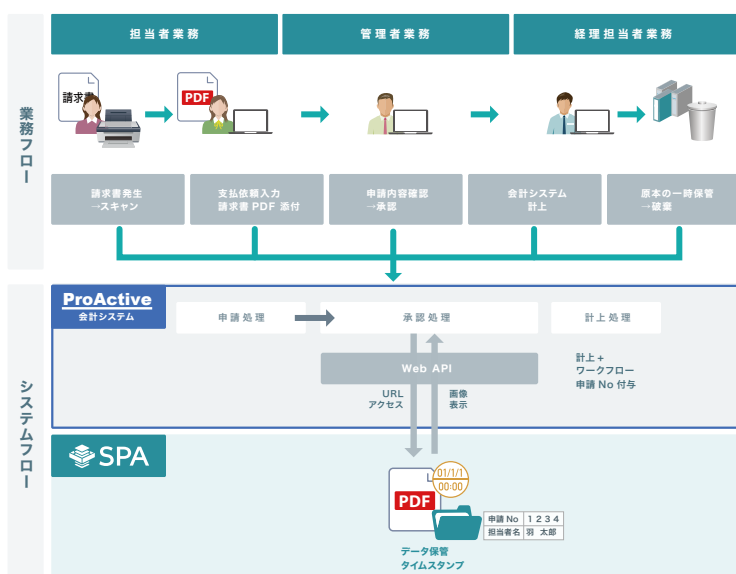 担当者業務
管理者業務
経理担当者業務
業務フロー
請求書
PDF
請求書発生
→スキャン
支払依頼入力
請求書 PDF 添付
申請内容確認
→承認
会計システム
計上
原本の一時保管
→破棄
システムフロー
ProActive
会計システム
申請処理
承認処理
計上処理
Web API
計上+
ワークフロー
申請 No 付与
URL
アクセス
画像
表示
SPA
01/1/1
00:00
PDF
申請 No 1234
担当者名 羽 太郎
データ保管
タイムスタンプ